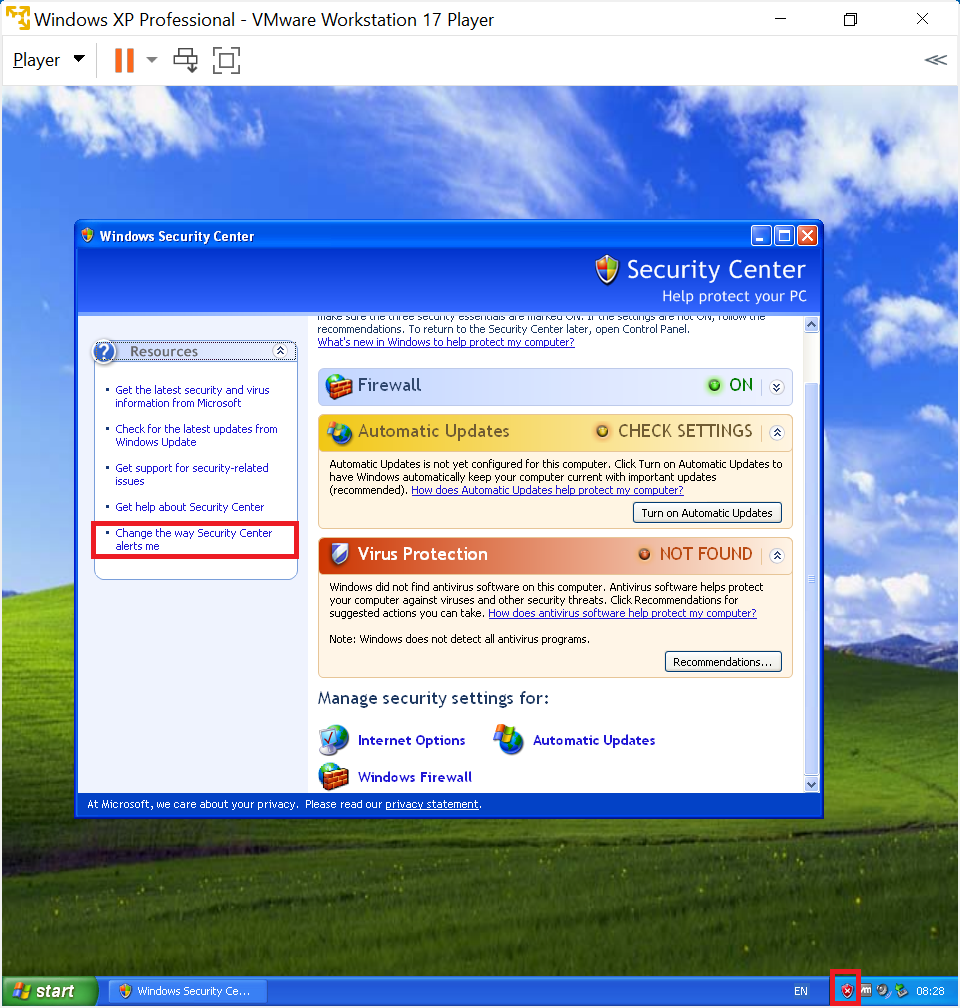 Windows XP Professional - VMware Workstation 17 Player
Player
Windows Security Center
Security Center
Help protect your PC
make sure the three security essentials are marked ON. If the settings are not ON, follow the
recommendations. To return to the Security Center later, open Control Panel.
What's new in Windows to help protect my computer?
Resources
Get the latest security and virus
information from Microsoft
Check for the latest updates from
Windows Update
Get support for security-related
issues
Get help about Security Center
Change the way Security Center
alerts me
Firewall
ON
Automatic Updates
CHECK SETTINGS
Automatic Updates is not yet configured for this computer. Click Turn on Automatic Updates to
have Windows automatically keep your computer current with important updates
(recommended). How does Automatic Updates help protect my computer?
Turn on Automatic Updates
Virus Protection
NOT FOUND
Windows did not find antivirus software on this computer. Antivirus software helps protect
your computer against viruses and other security threats. Click Recommendations for
suggested actions you can take. How does antivirus software help protect my computer?
Note: Windows does not detect all antivirus programs.
Recommendations...
Manage security settings for:
Internet Options
Automatic Updates
Windows Firewall
At Microsoft, we care about your privacy. Please read our privacy statement.
start
Windows Security Ce...
EN
vm
08:28